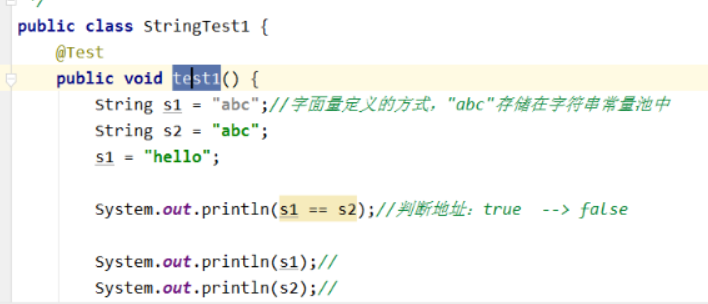 */
public class StringTest1 {
@Test
public void test1() {
String s1 = "abc";//字面量定义的方式，"abc"存储在字符串常量池中
String s2 = "abc";
s1 = "hello";
System.out.println(s1 == s2);//判断地址：true  --> false
System.out.println(s1);//
System.out.println(s2);//